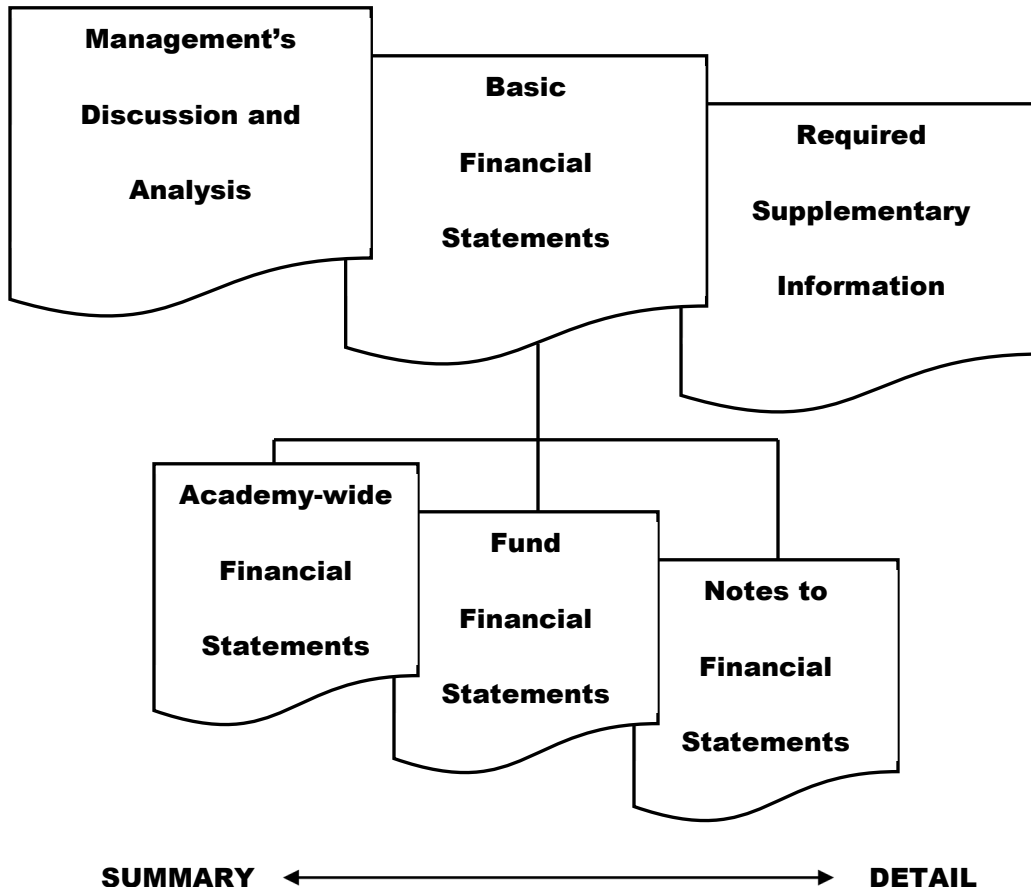 Management’s
Discussion and
Analysis
Basic
Financial
Statements
Required
Supplementary
Information
Academy-wide
Financial
Statements
Fund
Financial
Statements
Notes to
Financial
Statements
SUMMARY
DETAIL